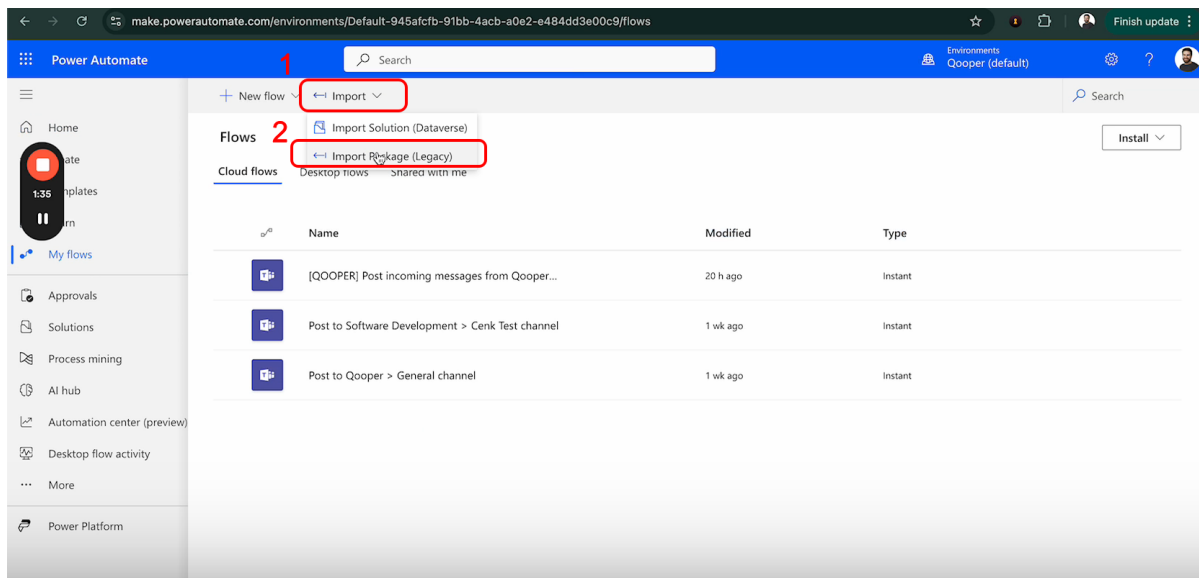 make.powerautomate.com/environments/Default-945afcfb-91bb-4acb-a0e2-e484dd3e00c9/flows
Finish update
Power Automate
1
Search
Environments
Qooper (default)
New flow
Import
Search
Home
2
Import Solution (Dataverse)
Flows
Install
Import Package (Legacy)
ate
Cloud flows
Desktop flows
Shared with me
1:35
mplates
rn
Name
Modified
Type
My flows
[QOOPER] Post incoming messages from Qooper...
20 h ago
Instant
Approvals
Solutions
Post to Software Development > Cenk Test channel
1 wk ago
Instant
Process mining
Post to Qooper > General channel
1 wk ago
Instant
AI hub
Automation center (preview)
Desktop flow activity
More
Power Platform